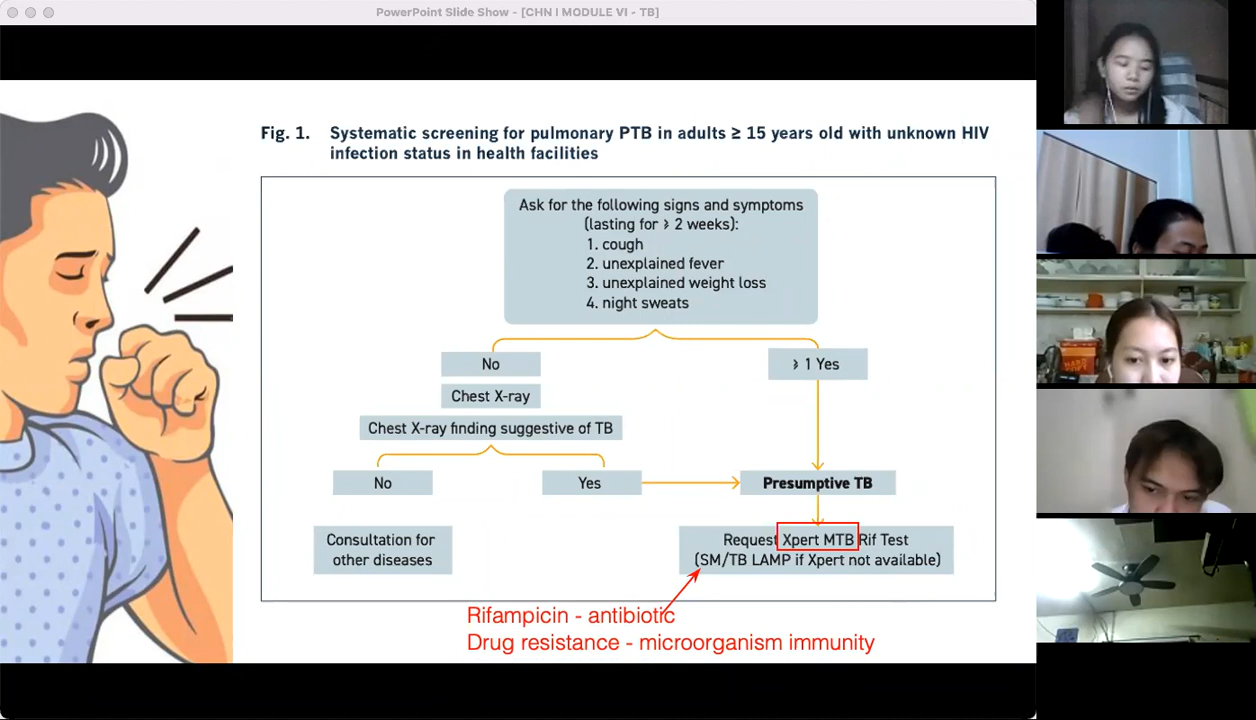 PowerPoint Slide Show - [CHN I MODULE VI - TB]
Fig. 1. Systematic screening for pulmonary PTB in adults ≥ 15 years old with unknown HIV
infection status in health facilities
Ask for the following signs and symptoms
(lasting for ≥ 2 weeks):
1. cough
2. unexplained fever
3. unexplained weight loss
4. night sweats
No
≥ 1 Yes
Chest X-ray
Chest X-ray finding suggestive of TB
No
Yes
Presumptive TB
Consultation for
other diseases
Request Xpert MTB Rif Test
(SM/TB LAMP if Xpert not available)
Rifampicin - antibiotic
Drug resistance - microorganism immunity